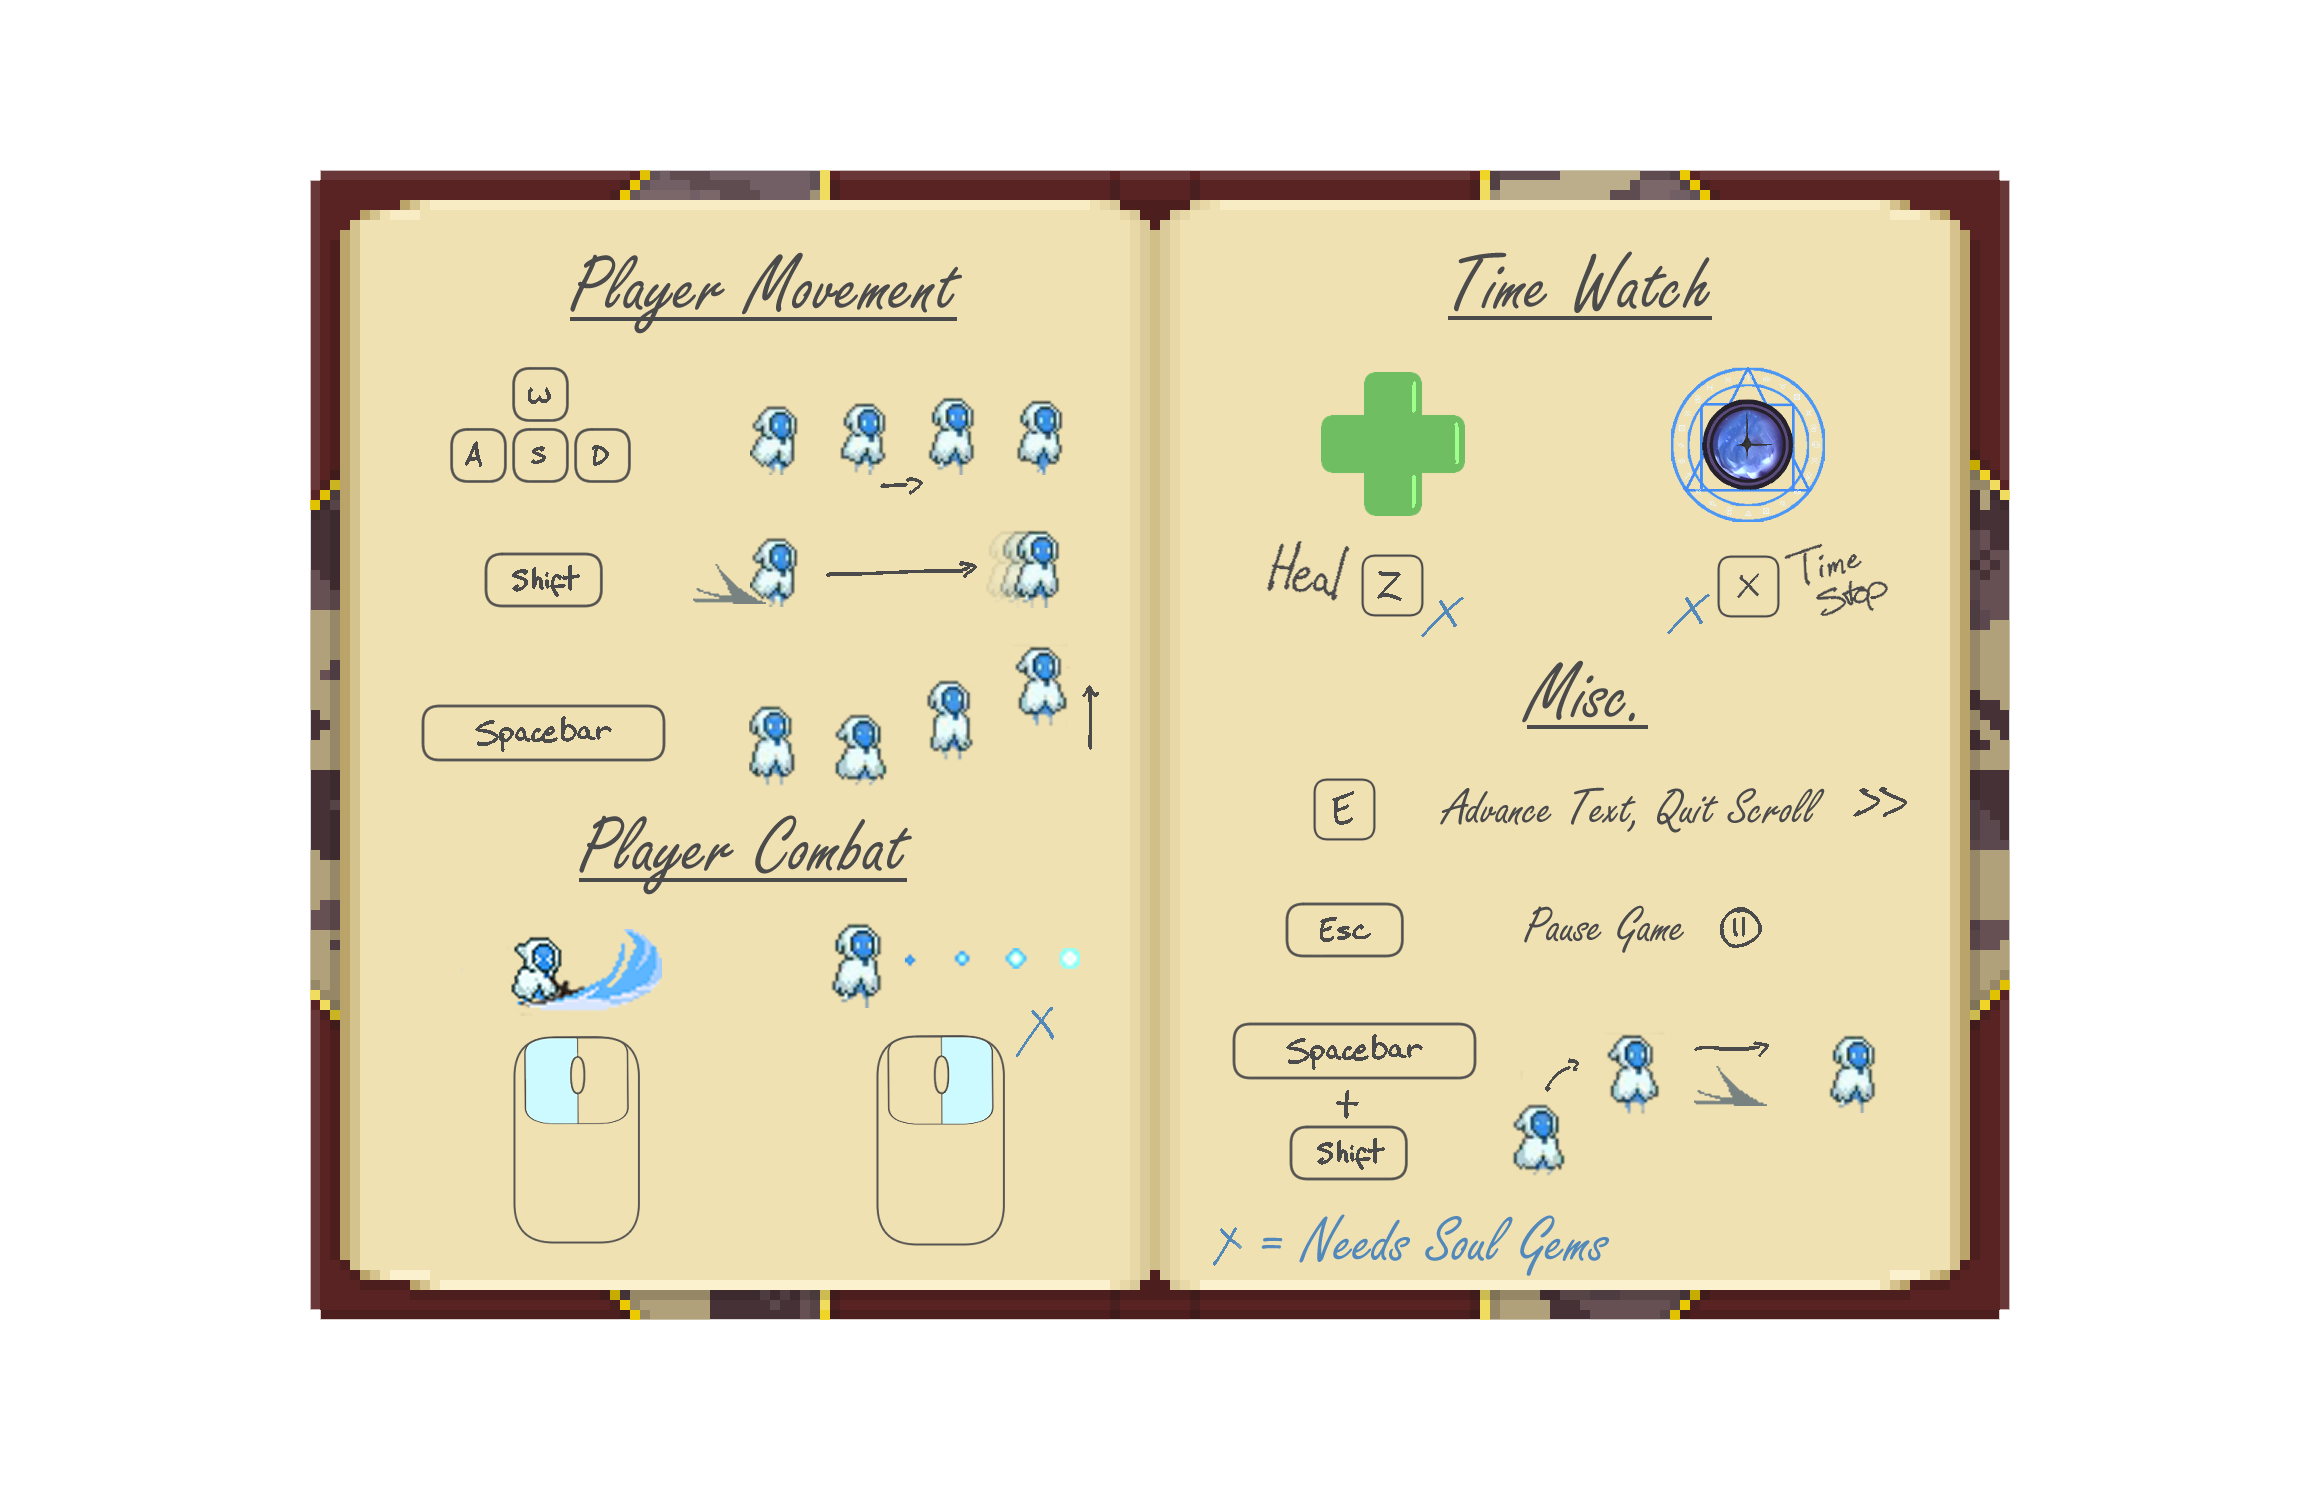 Player Movement
W
A S D
Shift
Spacebar
Player Combat
X
Time Watch
Heal Z X
X X Time
Stop
Misc.
E Advance Text, Quit Scroll >>
Esc Pause Game
Spacebar
+
Shift
X = Needs Soul Gems